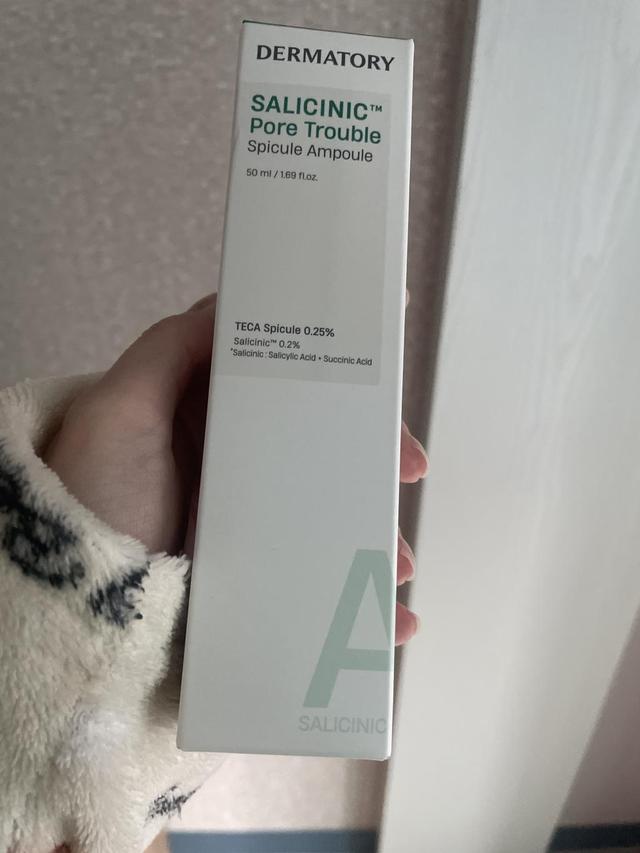 DERMATORY
SALICINIC™
Pore Trouble
Spicule Ampoule
50 ml / 1.69 fl.oz.
TECA Spicule 0.25%
Salicinic™ 0.2%
*Salicinic : Salicylic Acid + Succinic Acid
A
SALICINIC